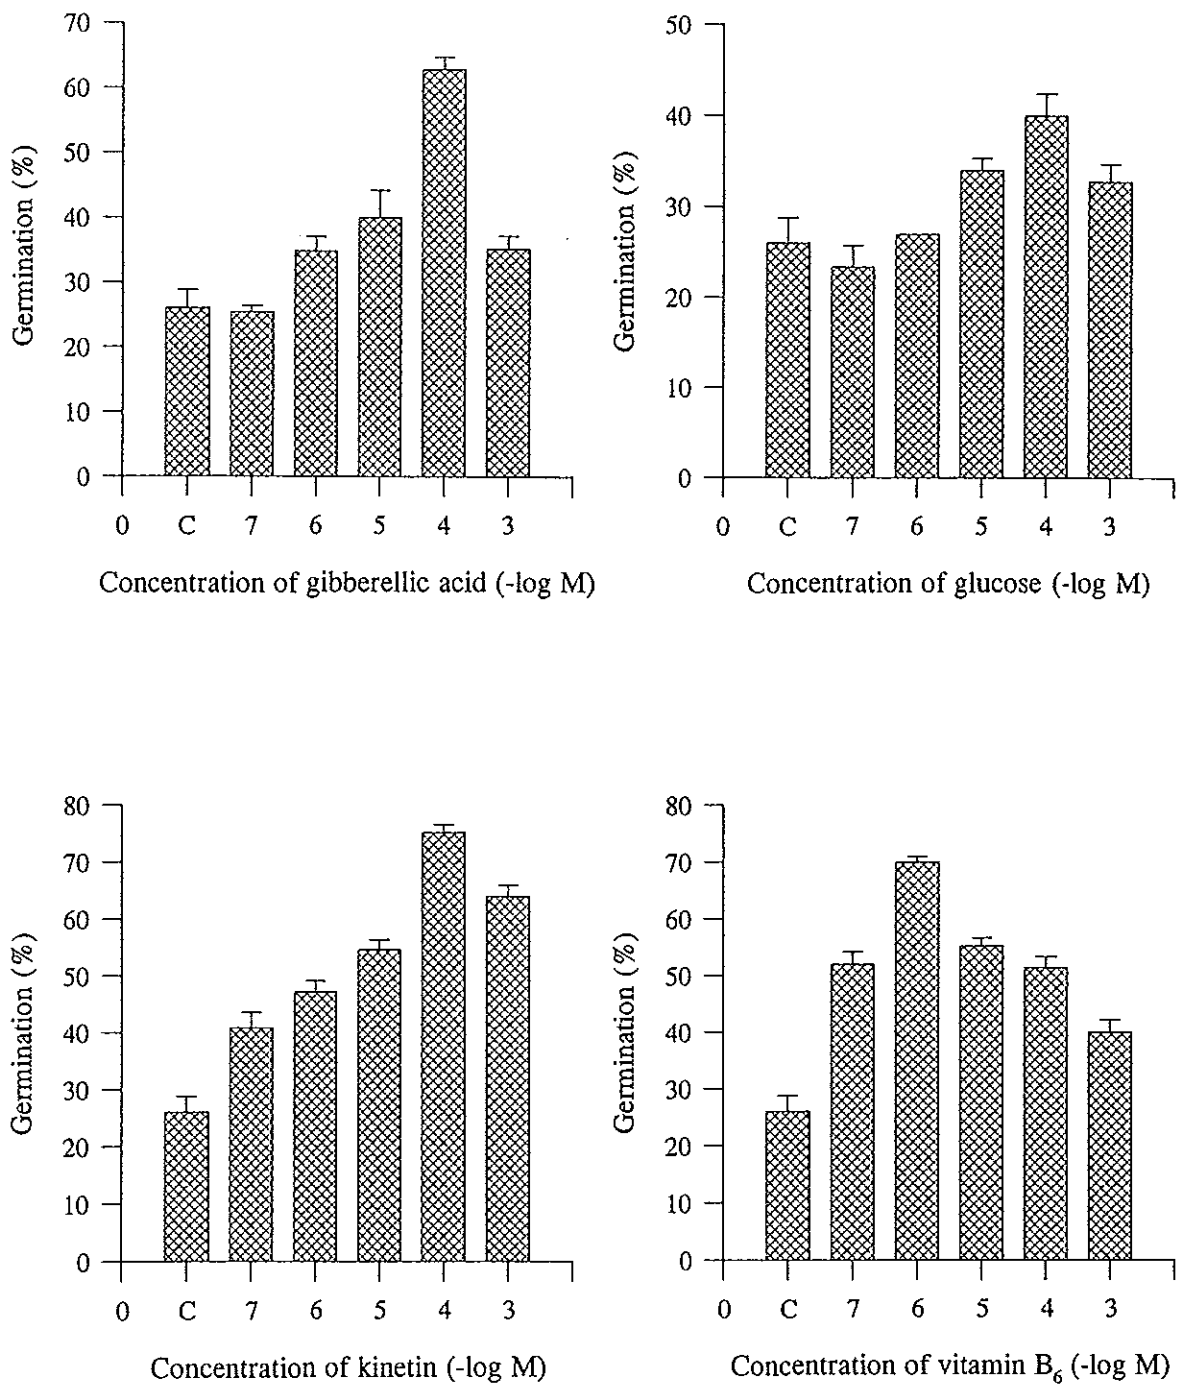 70
60
50
40
30
20
10
0
Germination (%)
0 C 7 6 5 4 3
Concentration of gibberellic acid (-log M)
50
40
30
20
10
0
Germination (%)
0 C 7 6 5 4 3
Concentration of glucose (-log M)
80
70
60
50
40
30
20
10
0
Germination (%)
0 C 7 6 5 4 3
Concentration of kinetin (-log M)
80
70
60
50
40
30
20
10
0
Germination (%)
0 C 7 6 5 4 3
Concentration of vitamin B₆ (-log M)